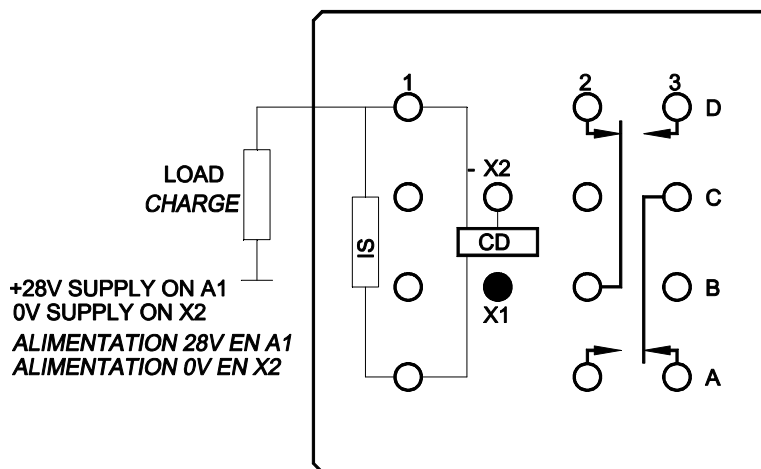 1 2 3
D
X2
LOAD
CHARGE
C
IS
CD
+28V SUPPLY ON A1
0V SUPPLY ON X2
B
X1
ALIMENTATION 28V EN A1
ALIMENTATION 0V EN X2
A